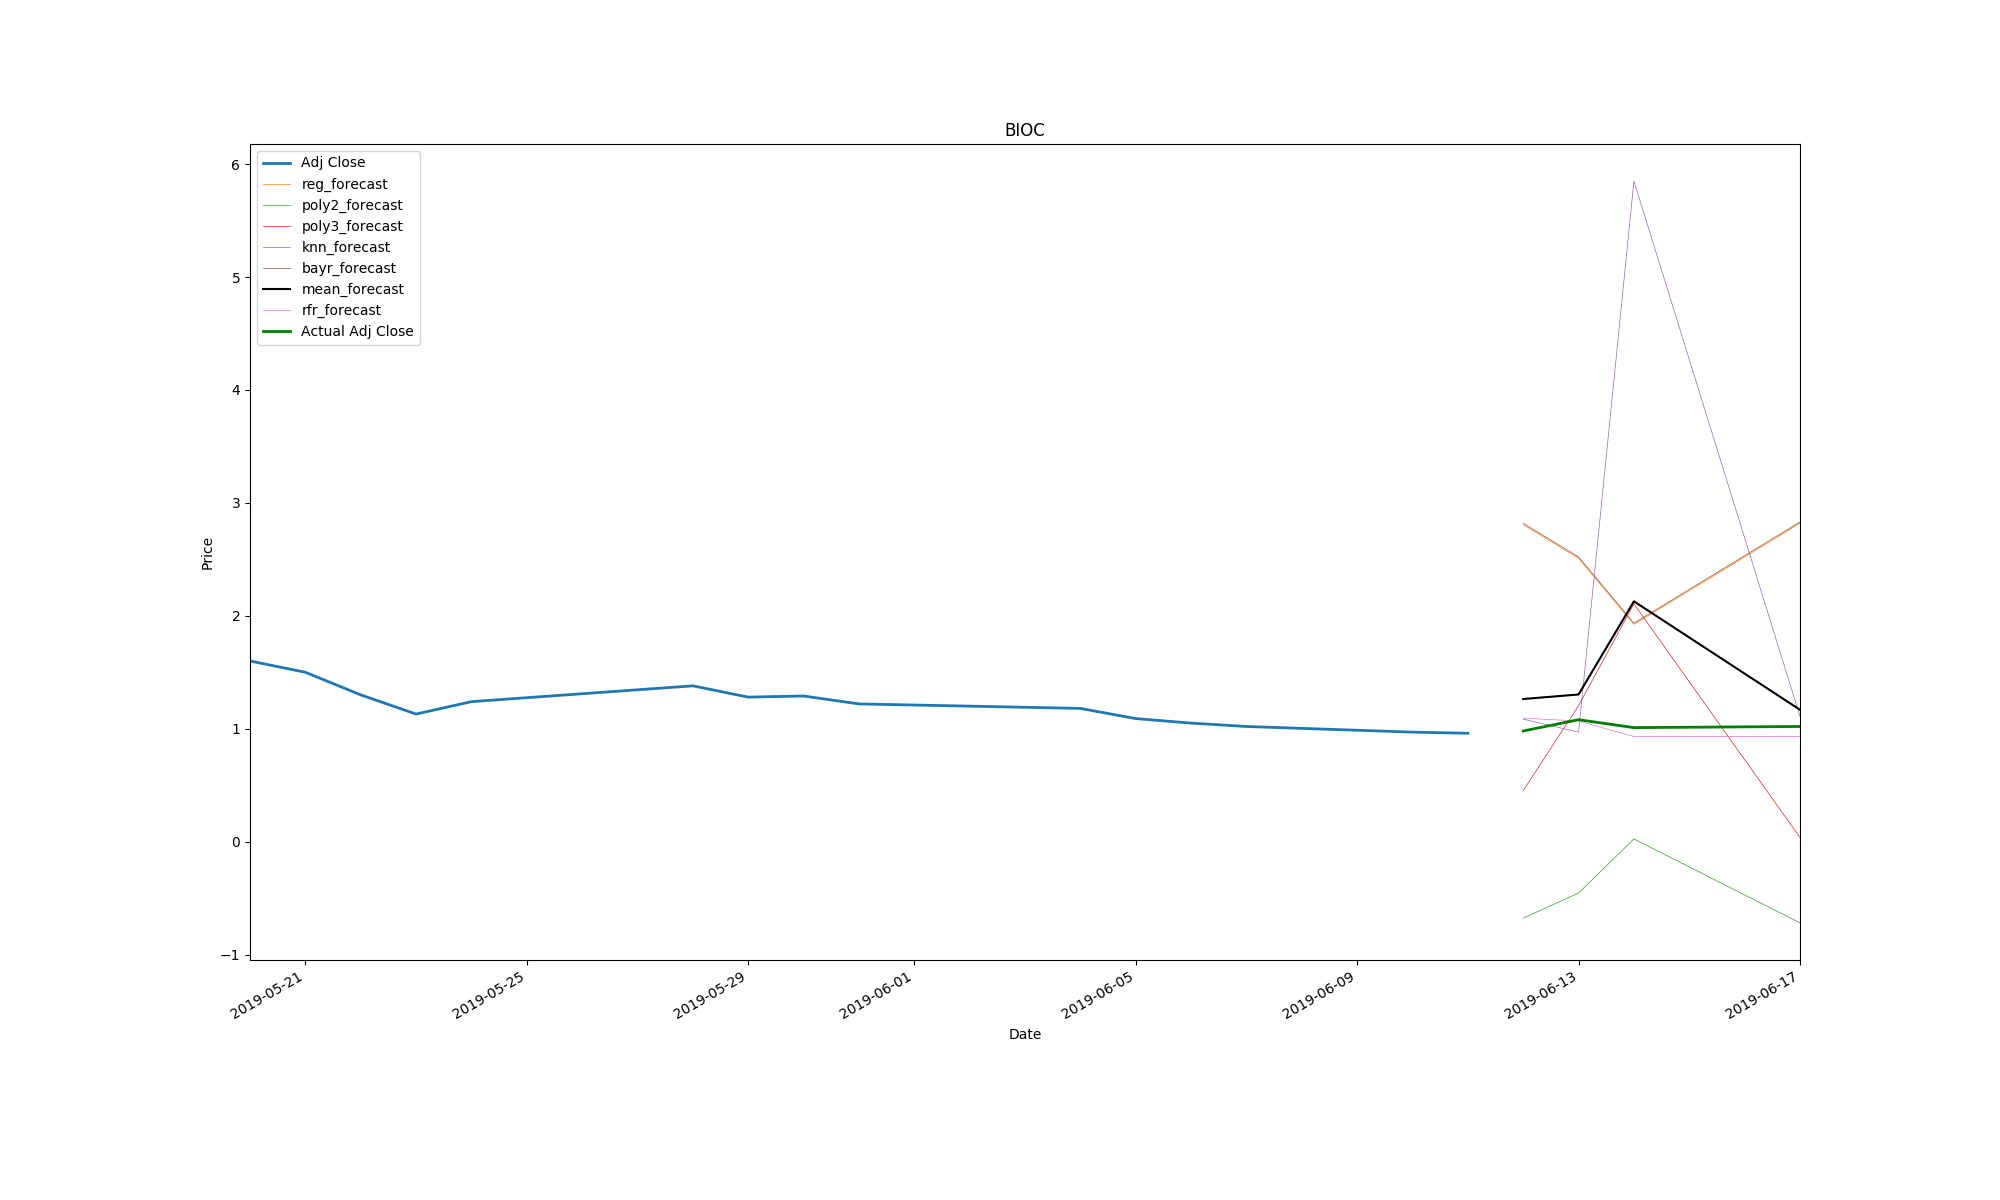 BIOC
Adj Close
reg_forecast
poly2_forecast
poly3_forecast
knn_forecast
bayr_forecast
mean_forecast
rfr_forecast
Actual Adj Close
6
5
4
3
2
1
0
−1
Price
2019-05-21
2019-05-25
2019-05-29
2019-06-01
2019-06-05
2019-06-09
2019-06-13
2019-06-17
Date